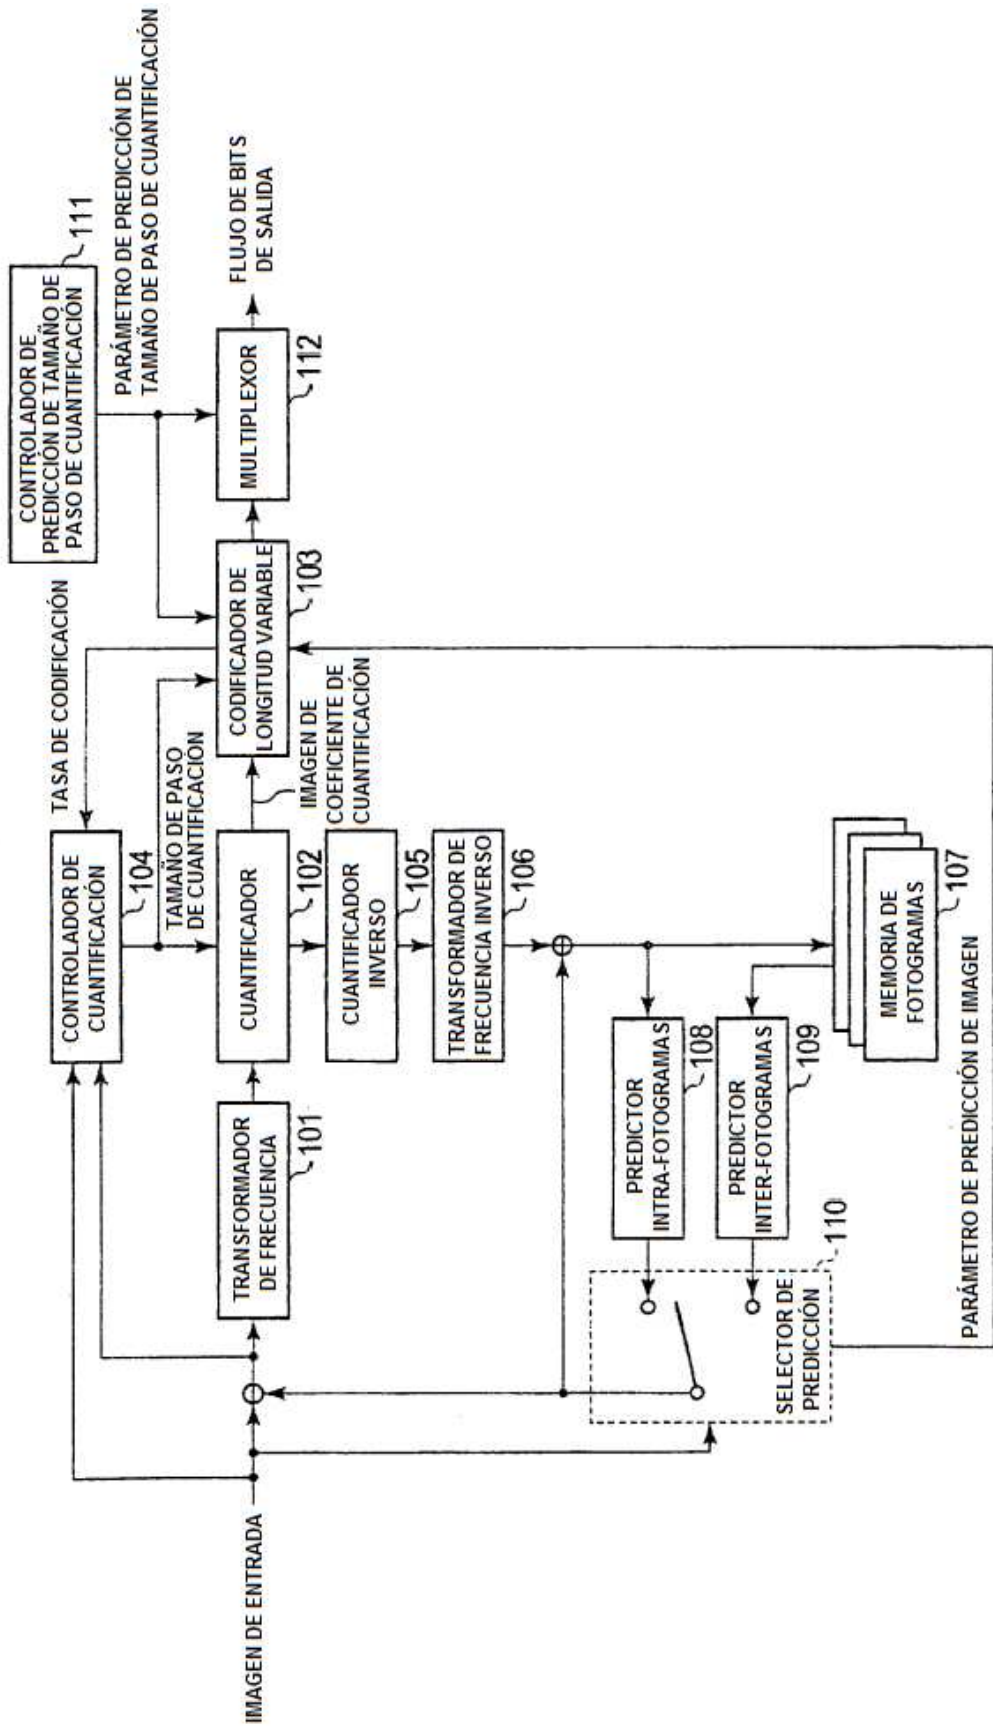 CONTROLADOR DE
PREDICCIÓN DE TAMAÑO DE
PASO DE CUANTIFICACIÓN
111
PARÁMETRO DE PREDICCIÓN DE
TAMAÑO DE PASO DE CUANTIFICACIÓN
TASA DE CODIFICACIÓN
CONTROLADOR DE
CUANTIFICACIÓN
104
TAMAÑO DE PASO
DE CUANTIFICACIÓN
IMAGEN DE ENTRADA
TRANSFORMADOR
DE FRECUENCIA
101
CUANTIFICADOR
102
IMAGEN DE
COEFICIENTE DE
CUANTIFICACIÓN
CODIFICADOR DE
LONGITUD VARIABLE
103
MULTIPLEXOR
112
FLUJO DE BITS
DE SALIDA
CUANTIFICADOR
INVERSO
105
TRANSFORMADOR DE
FRECUENCIA INVERSO
106
PREDICTOR
INTRA-FOTOGRAMAS
108
PREDICTOR
INTER-FOTOGRAMAS
109
MEMORIA DE
FOTOGRAMAS
107
SELECTOR DE
PREDICCIÓN
110
PARÁMETRO DE PREDICCIÓN DE IMAGEN